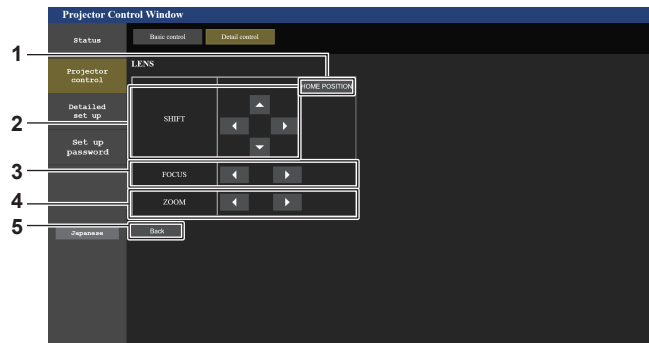 Projector Control Window
Status
Basic control
Detail control
1
LENS
Projector
control
HOME POSITION
Detailed
set up
2
SHIFT
Set up
password
3
FOCUS
4
ZOOM
5
Japanese
Back